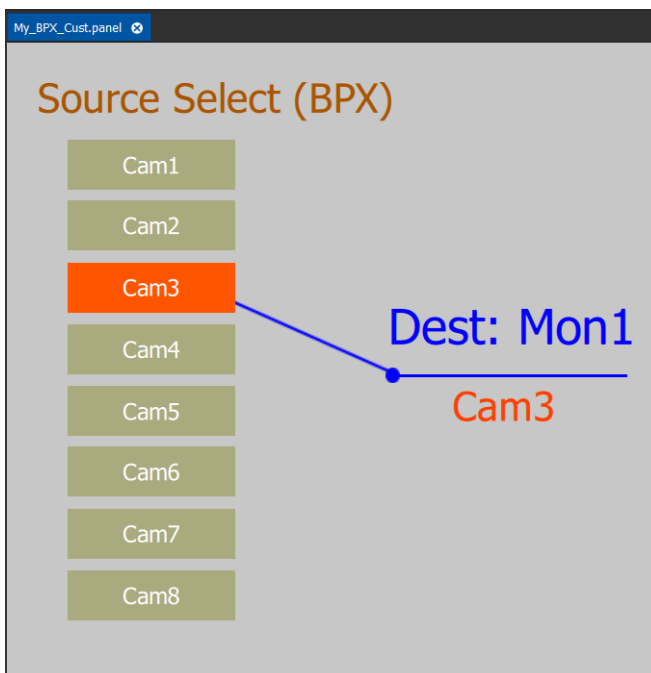 My_BPX_Cust.panel
Source Select (BPX)
Cam1
Cam2
Cam3
Cam4
Cam5
Cam6
Cam7
Cam8
Dest: Mon1
Cam3